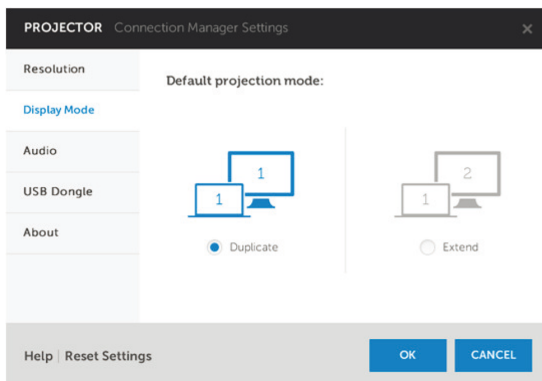 PROJECTOR Connection Manager Settings
Resolution
Display Mode
Audio
USB Dongle
About
Default projection mode:
1
1
Duplicate
2
1
Extend
Help | Reset Settings
OK
CANCEL